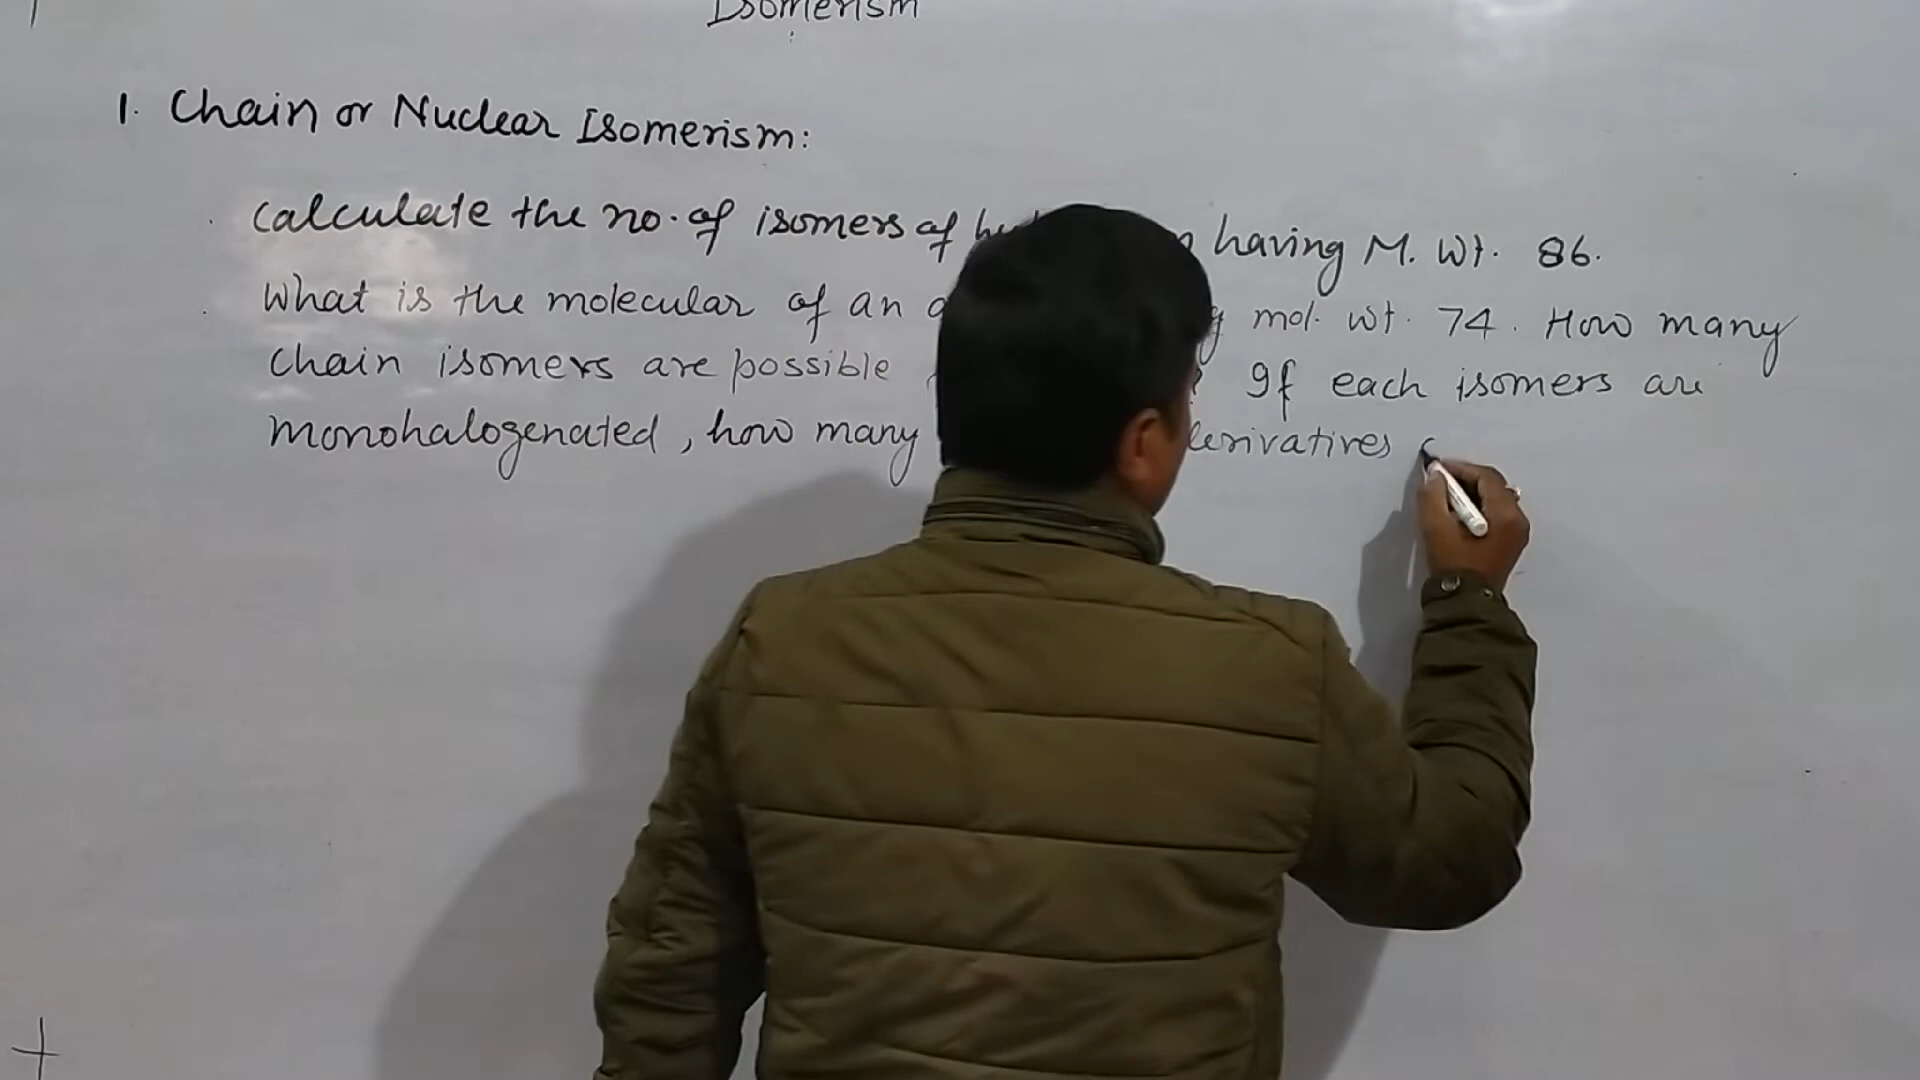 Isomerism
1. Chain or Nuclear Isomerism:
Calculate the no. of isomers of having M. Wt. 86.
What is the molecular of an mol. wt. 74. How many
chain isomers are possible ? If each isomers are
monohalogenated, how many derivatives